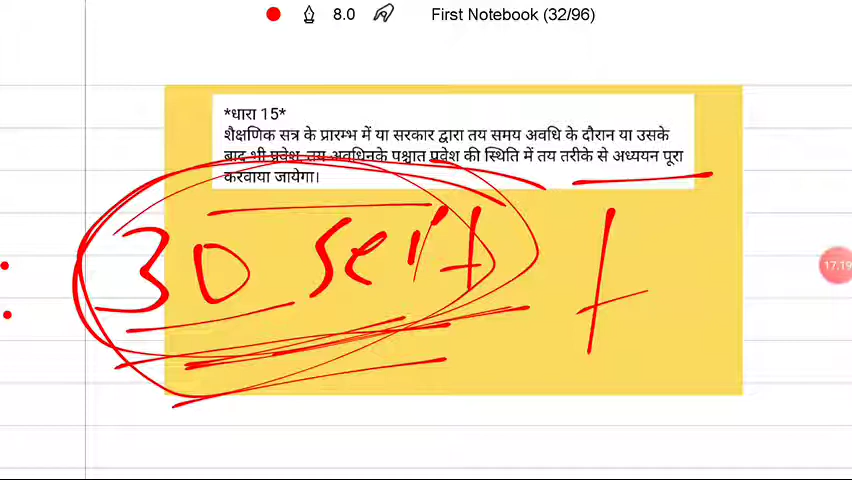 8.0 First Notebook (32/96)
*धारा 15*
शैक्षणिक सत्र के प्रारम्भ में या सरकार द्वारा तय समय अवधि के दौरान या उसके
बाद भी प्रवेश, तय अवधिनके पश्चात प्रवेश की स्थिति में तय तरीके से अध्ययन पूरा
करवाया जायेगा।
30
17:19